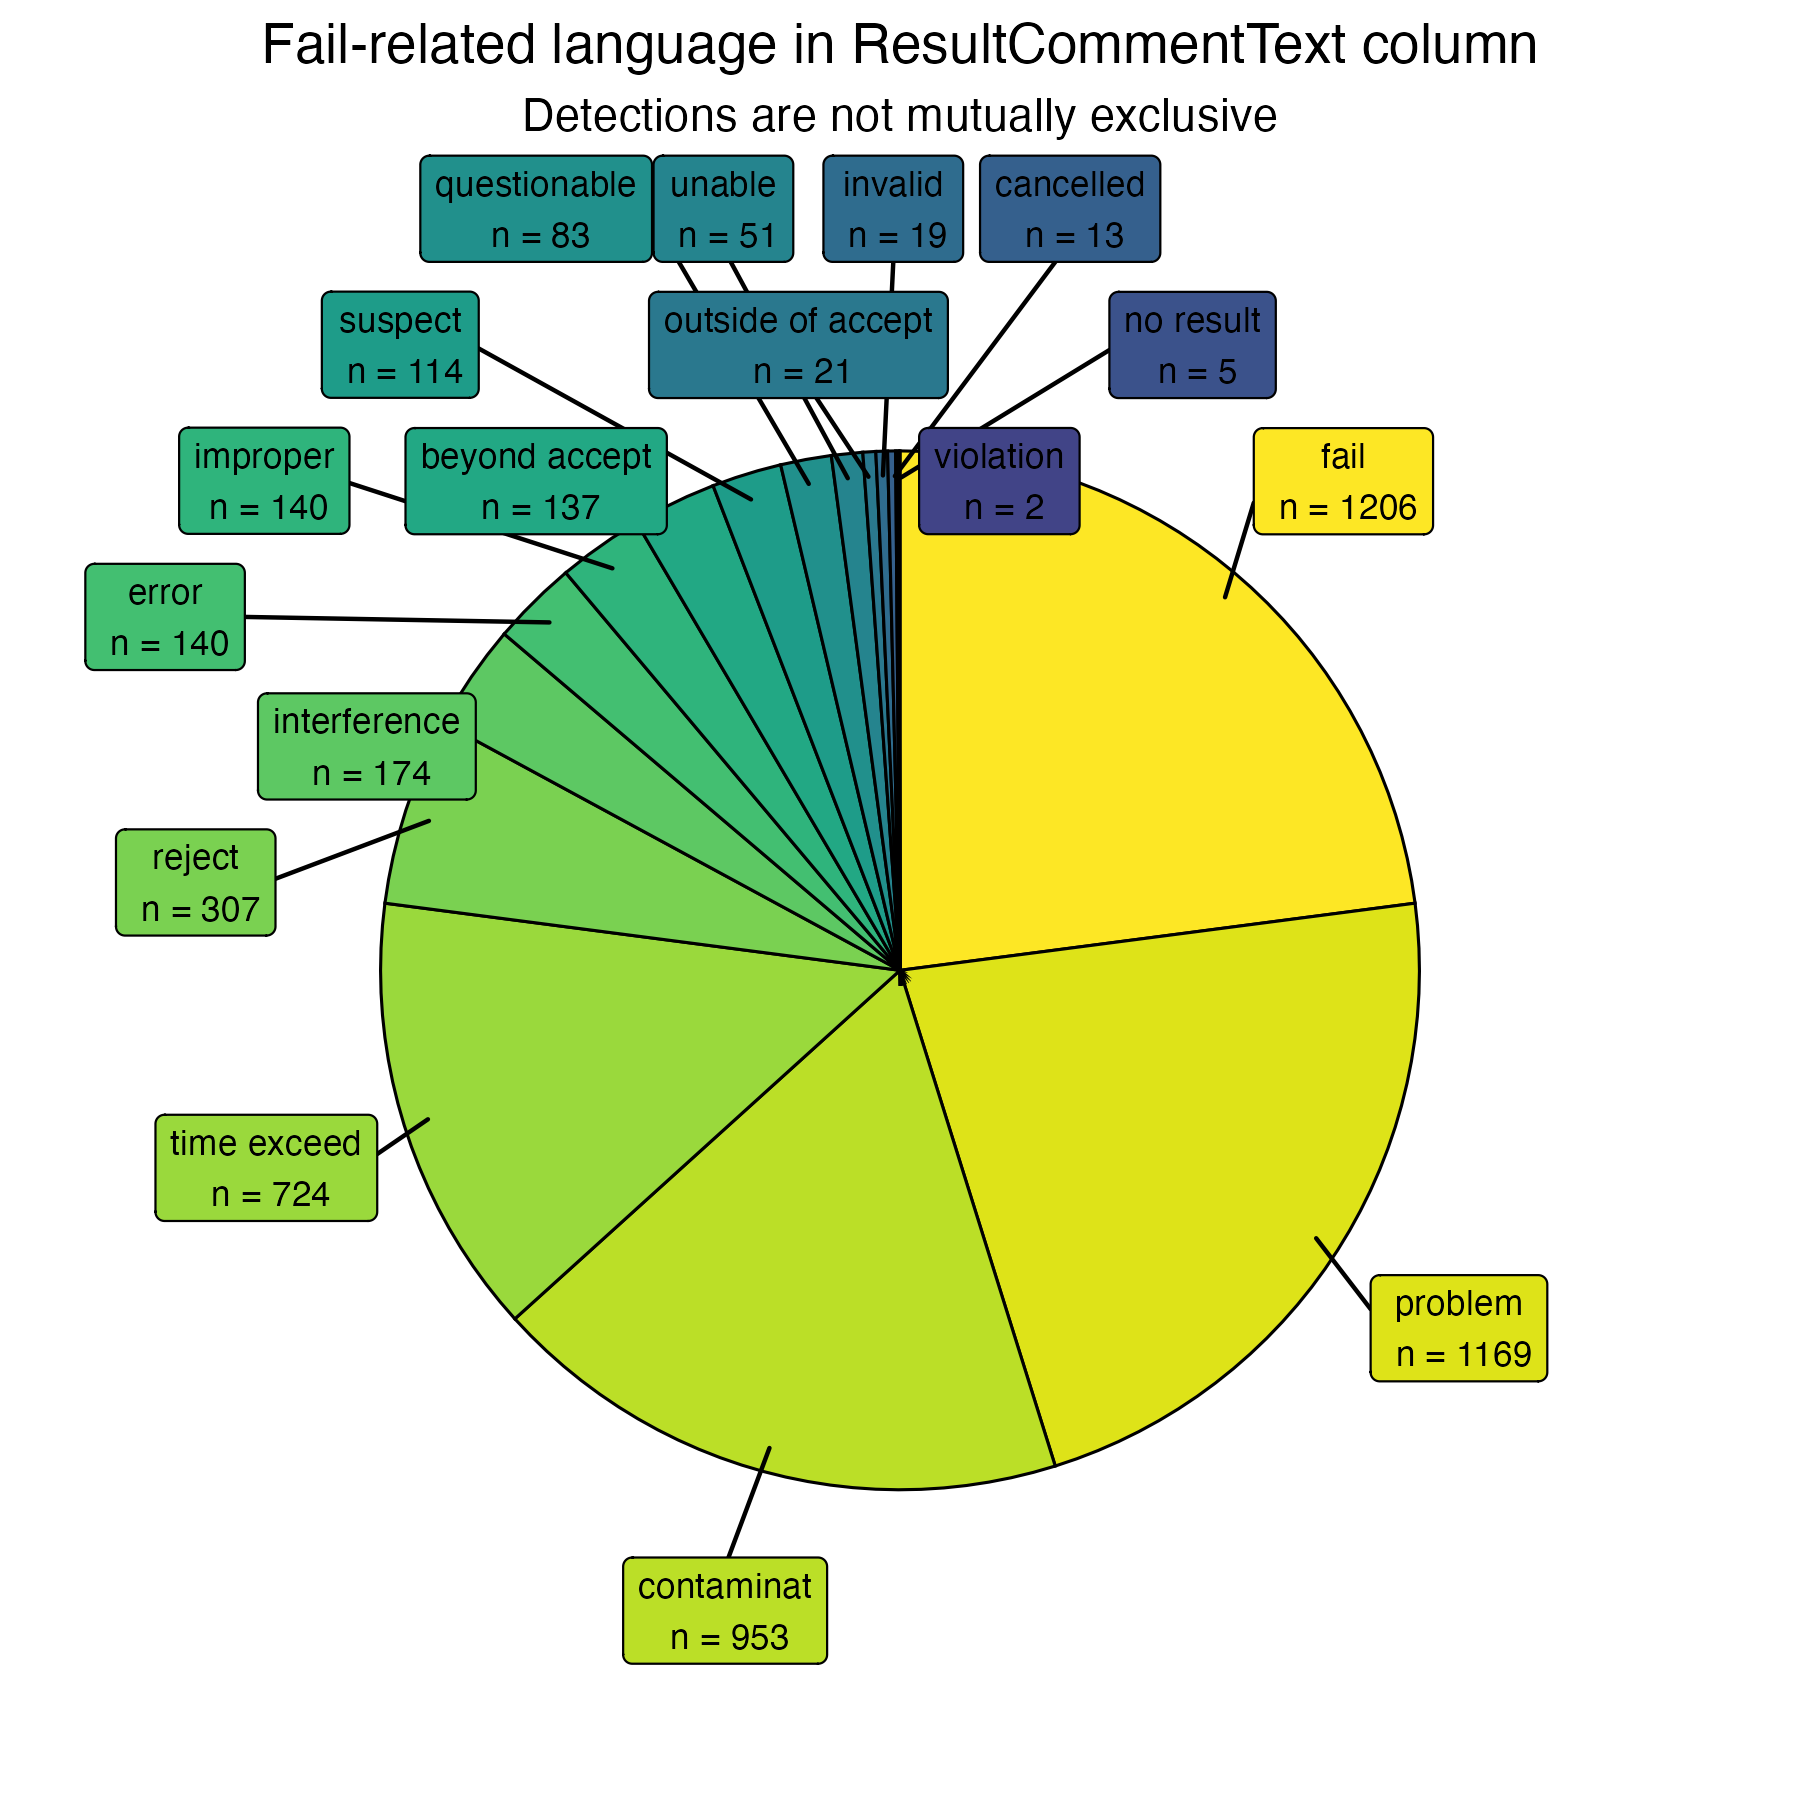 Fail-related language in ResultCommentText column
Detections are not mutually exclusive
questionable
n = 83
unable
n = 51
invalid
n = 19
cancelled
n = 13
suspect
n = 114
outside of accept
n = 21
no result
n = 5
improper
n = 140
beyond accept
n = 137
violation
n = 2
fail
n = 1206
error
n = 140
interference
n = 174
reject
n = 307
time exceed
n = 724
problem
n = 1169
contaminat
n = 953